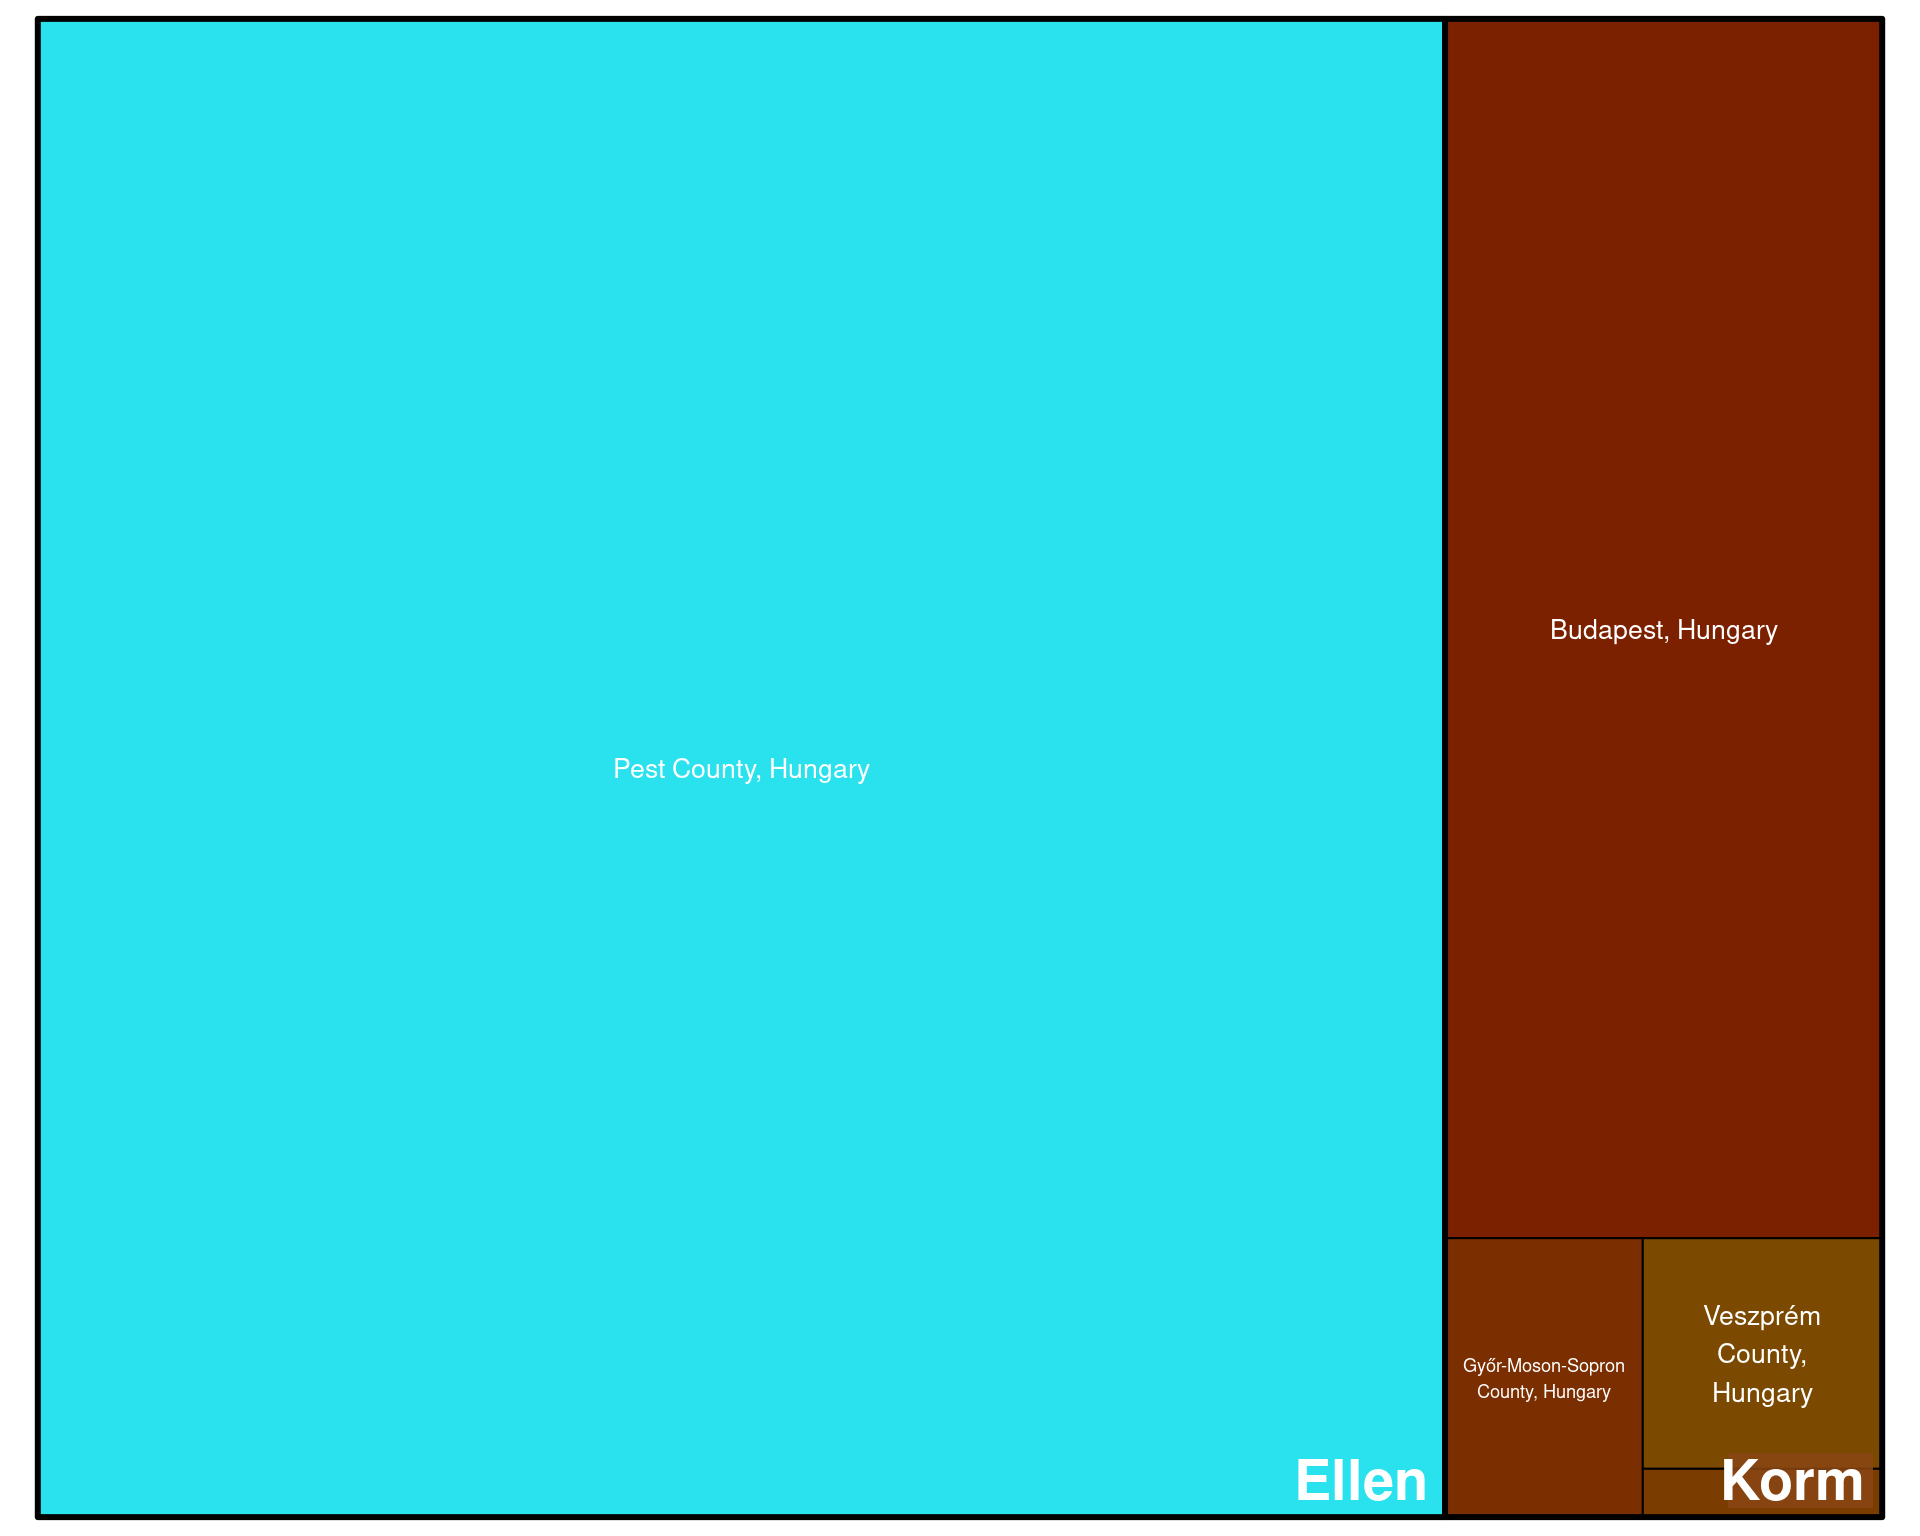 Pest County, Hungary
Ellen
Budapest, Hungary
Győr-Moson-Sopron
County, Hungary
Veszprém
County,
Hungary
Korm